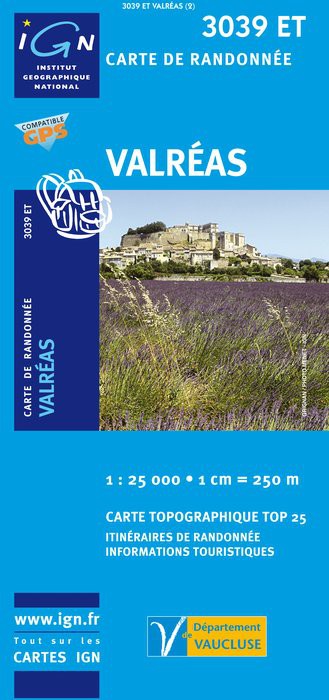 3039 ET VALRÉAS (2)
3039 ET
IGN
INSTITUT
GEOGRAPHIQUE
NATIONAL
CARTE DE RANDONNÉE
COMPATIBLE
GPS
VALRÉAS
3039 ET
CARTE DE RANDONNÉE
VALRÉAS
1 : 25 000 • 1 cm = 250 m
CARTE TOPOGRAPHIQUE TOP 25
ITINÉRAIRES DE RANDONNÉE
INFORMATIONS TOURISTIQUES
www.ign.fr
Tout sur les
CARTES IGN
Département
de VAUCLUSE